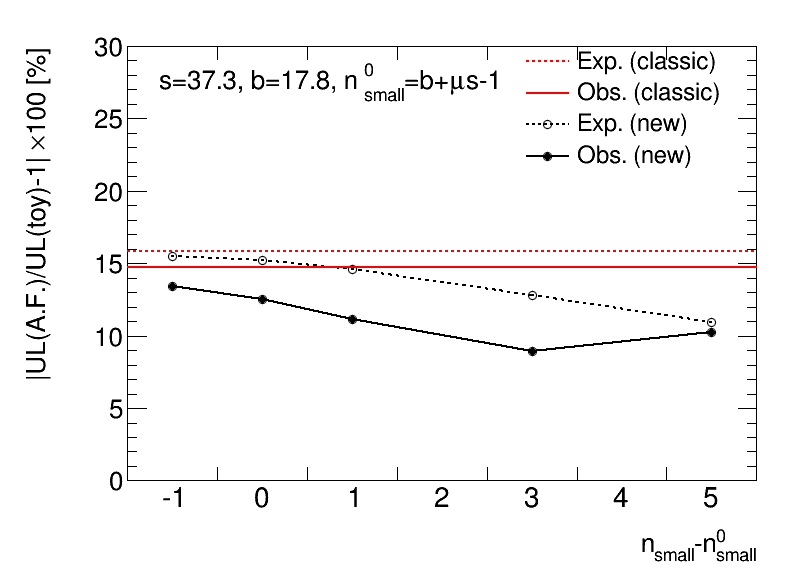 |UL(A.F.)/UL(toy)-1| ×100 [%]
30
25
20
15
10
5
0
s=37.3, b=17.8, n⁰small=b+μs-1
Exp. (classic)
Obs. (classic)
Exp. (new)
Obs. (new)
-1 0 1 2 3 4 5
nsmall-n⁰small